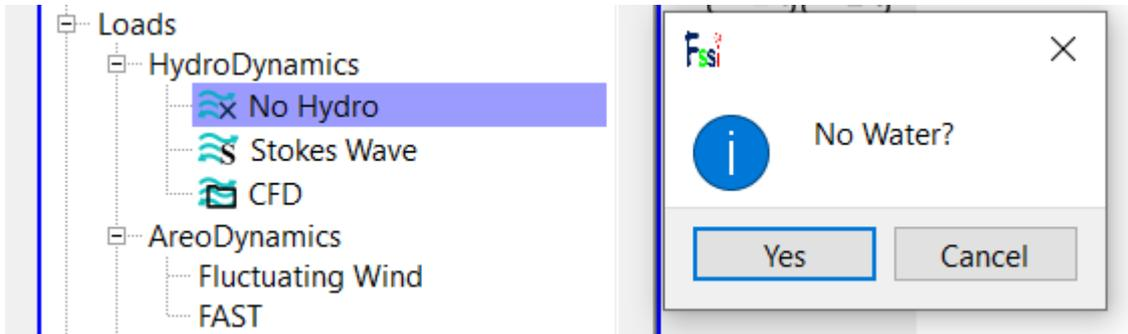 Loads
HydroDynamics
No Hydro
S Stokes Wave
CFD
AreoDynamics
Fluctuating Wind
FAST
Fssi
No Water?
Yes
Cancel